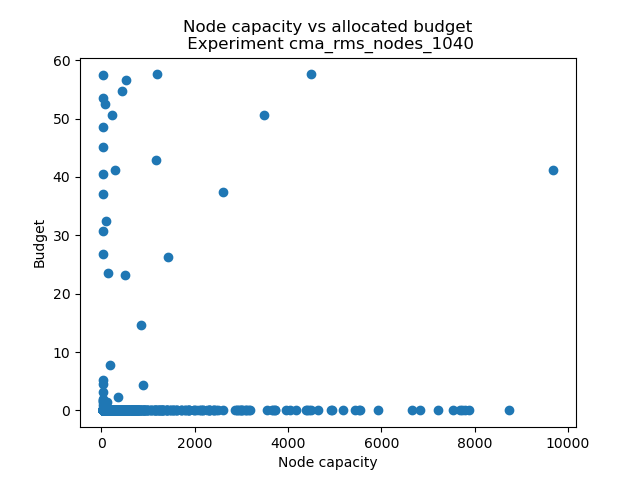 Node capacity vs allocated budget
Experiment cma_rms_nodes_1040
60
50
40
30
20
10
0
Budget
0 2000 4000 6000 8000 10000
Node capacity